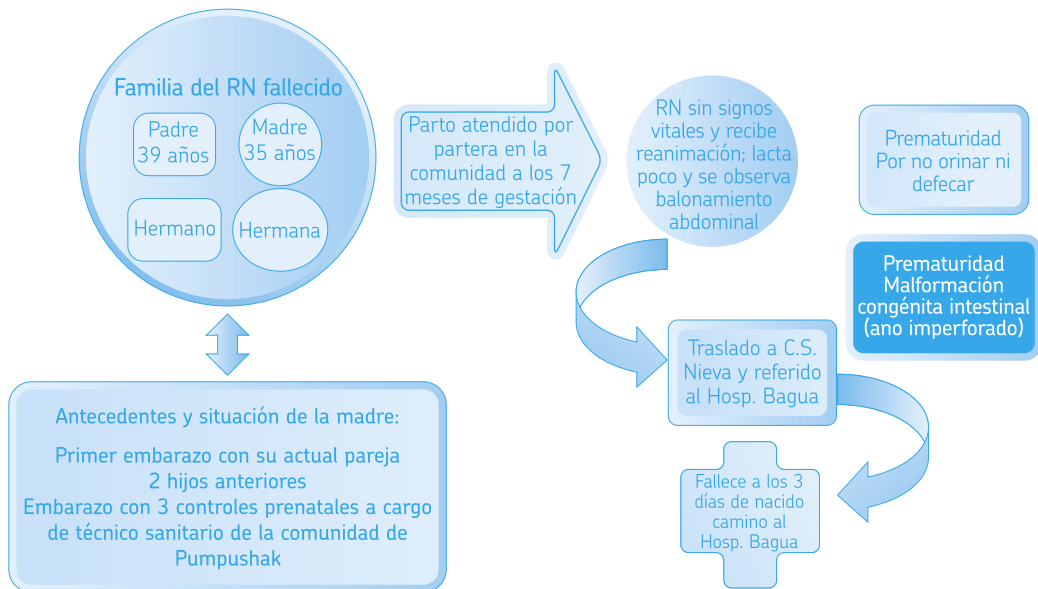 Familia del RN fallecido
Padre
39 años
Madre
35 años
Hermano
Hermana
Antecedentes y situación de la madre:
Primer embarazo con su actual pareja
2 hijos anteriores
Embarazo con 3 controles prenatales a cargo
de técnico sanitario de la comunidad de
Pumpushak
Parto atendido por
partera en la
comunidad a los 7
meses de gestación
RN sin signos
vitales y recibe
reanimación; lacta
poco y se observa
balonamiento
abdominal
Traslado a C.S.
Nieva y referido
al Hosp. Bagua
Fallece a los 3
días de nacido
camino al
Hosp. Bagua
Prematuridad
Por no orinar ni
defecar
Prematuridad
Malformación
congénita intestinal
(ano imperforado)